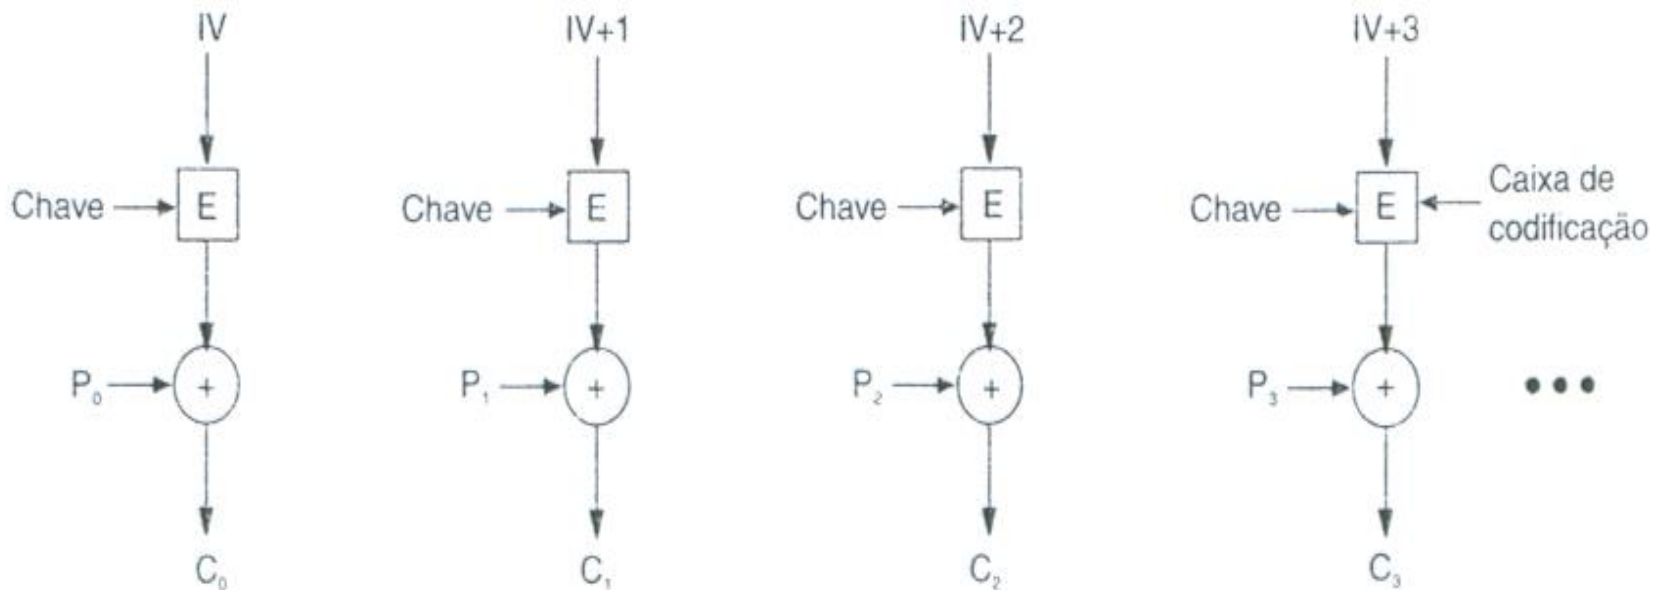 IV
IV+1
IV+2
IV+3
Chave
E
Chave
E
Chave
E
Chave
E
Caixa de
codificação
P₀
+
P₁
+
P₂
+
P₃
+
C₀
C₁
C₂
C₃